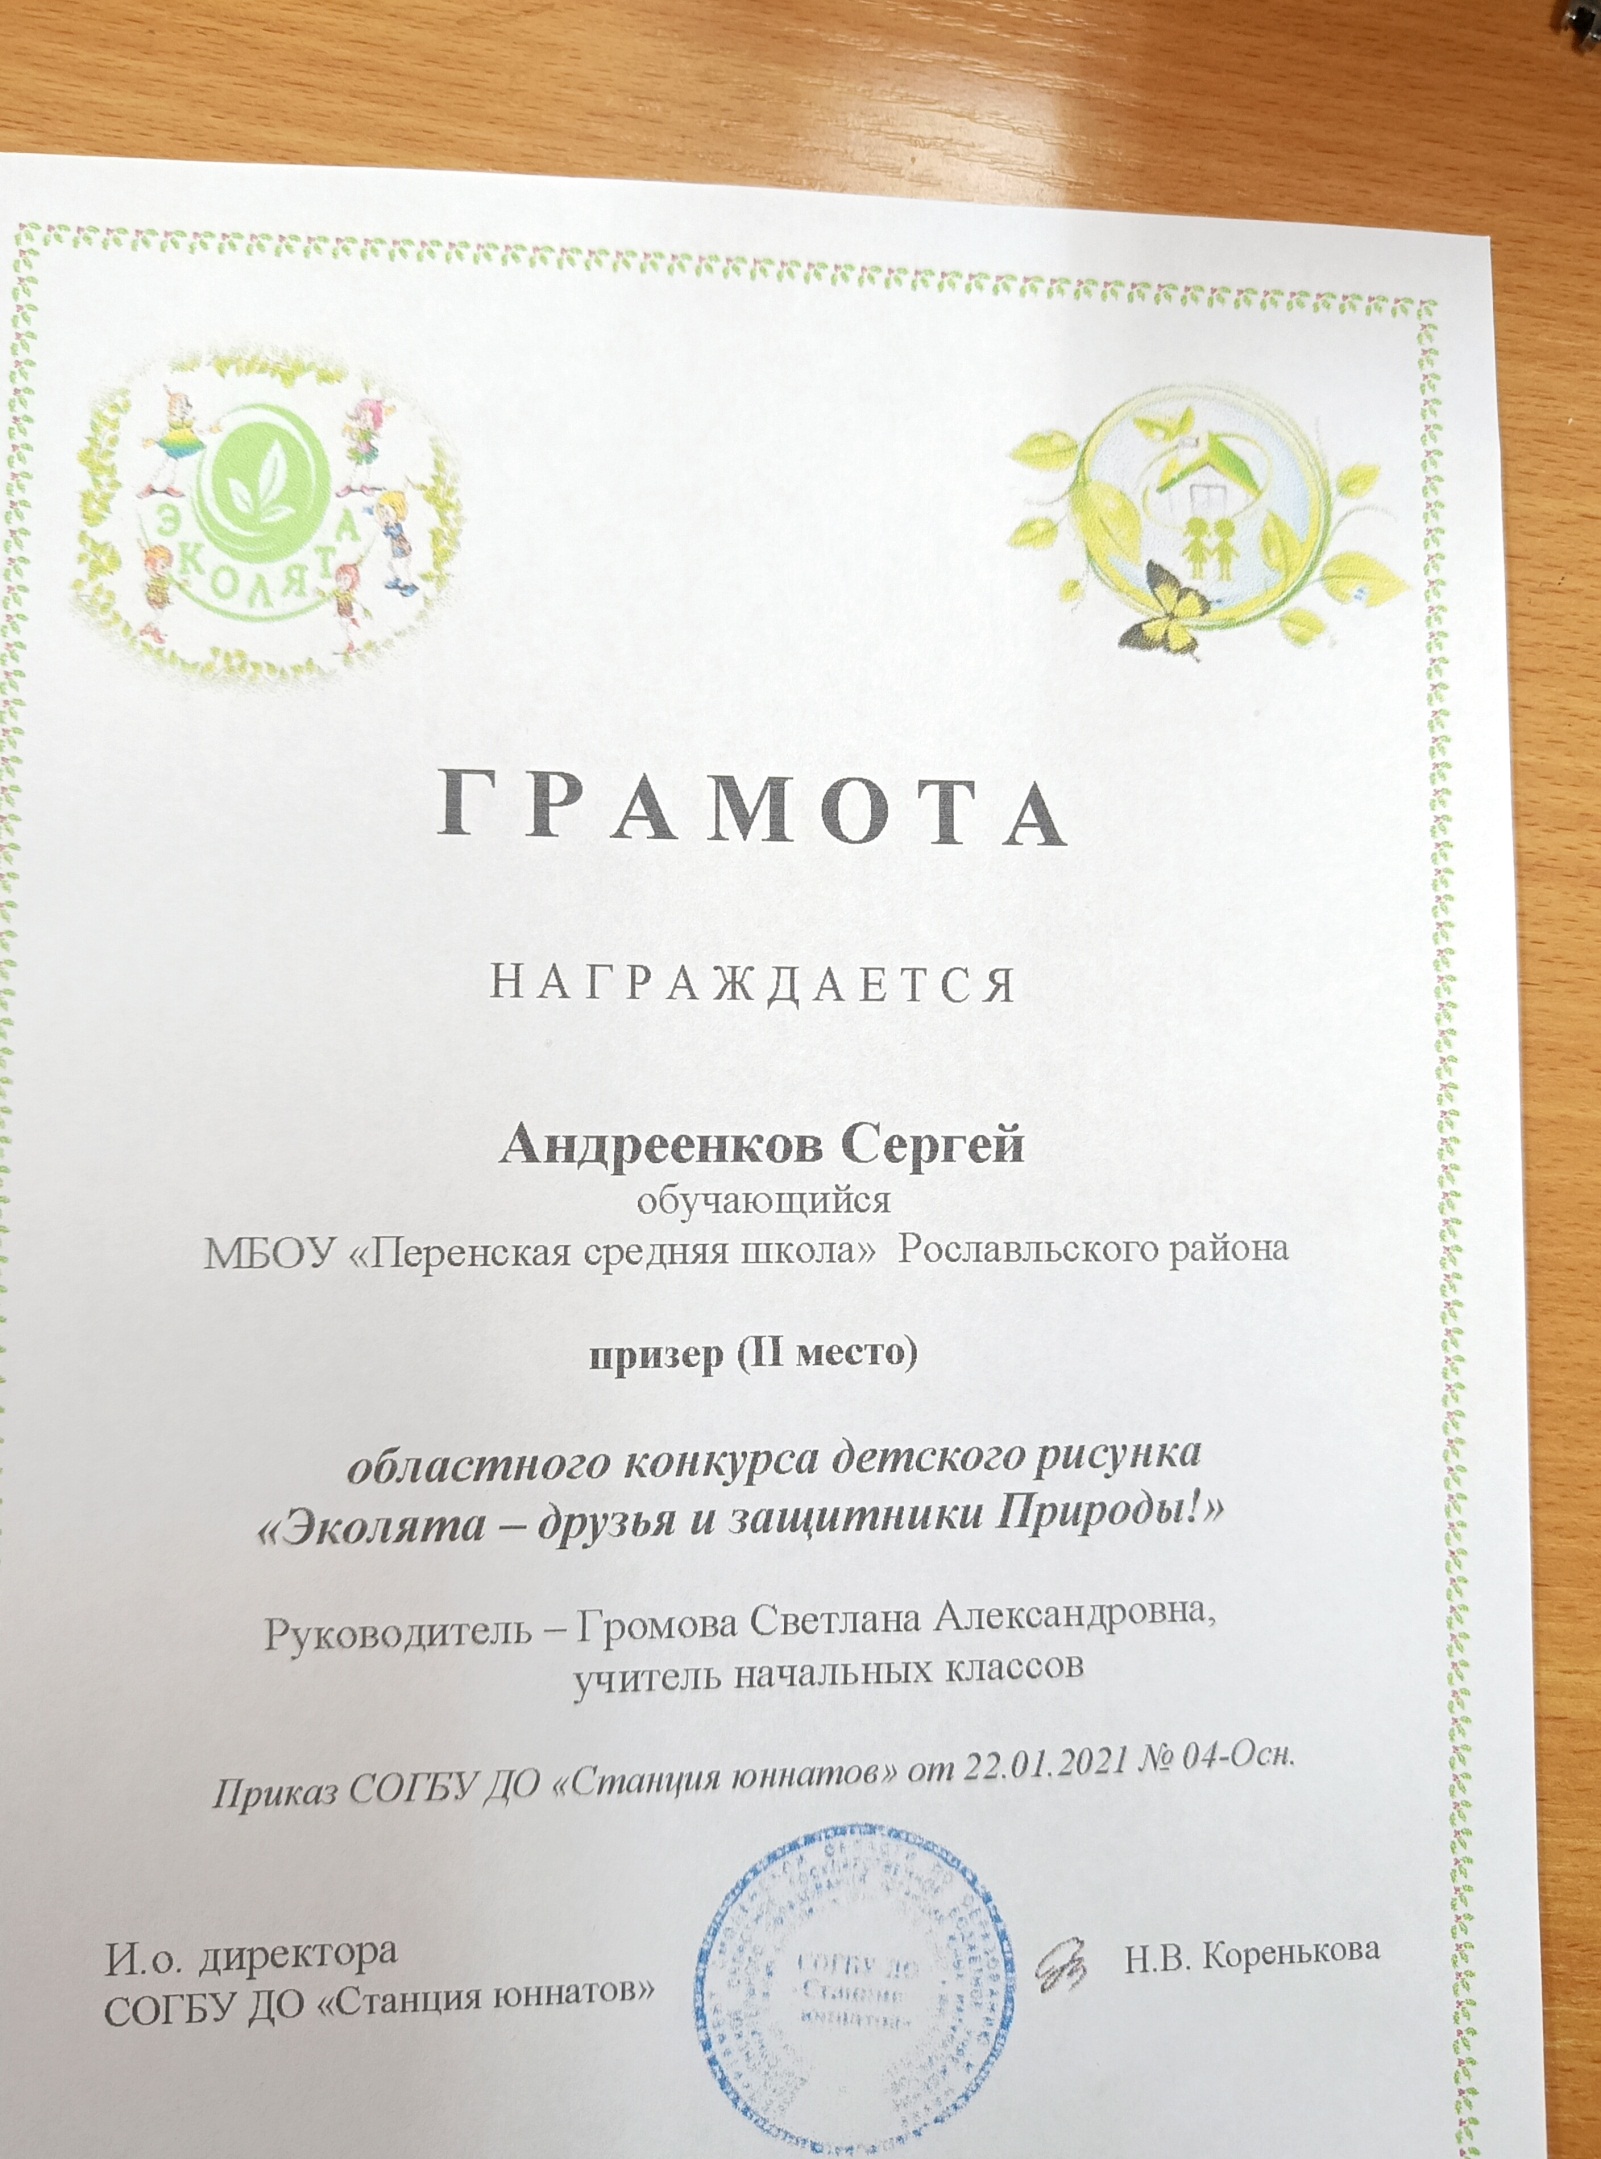 ЭКОЛЯТА
ГРАМОТА
НАГРАЖДАЕТСЯ
Андреенков Сергей
обучающийся
МБОУ «Перенская средняя школа» Рославльского района
призер (II место)
областного конкурса детского рисунка
«Эколята – друзья и защитники Природы!»
Руководитель – Громова Светлана Александровна,
учитель начальных классов
Приказ СОГБУ ДО «Станция юннатов» от 22.01.2021 № 04-Осн.
И.о. директора
СОГБУ ДО «Станция юннатов»
Н.В. Коренькова
СОГБУ ДО
«Станция
юннатов»